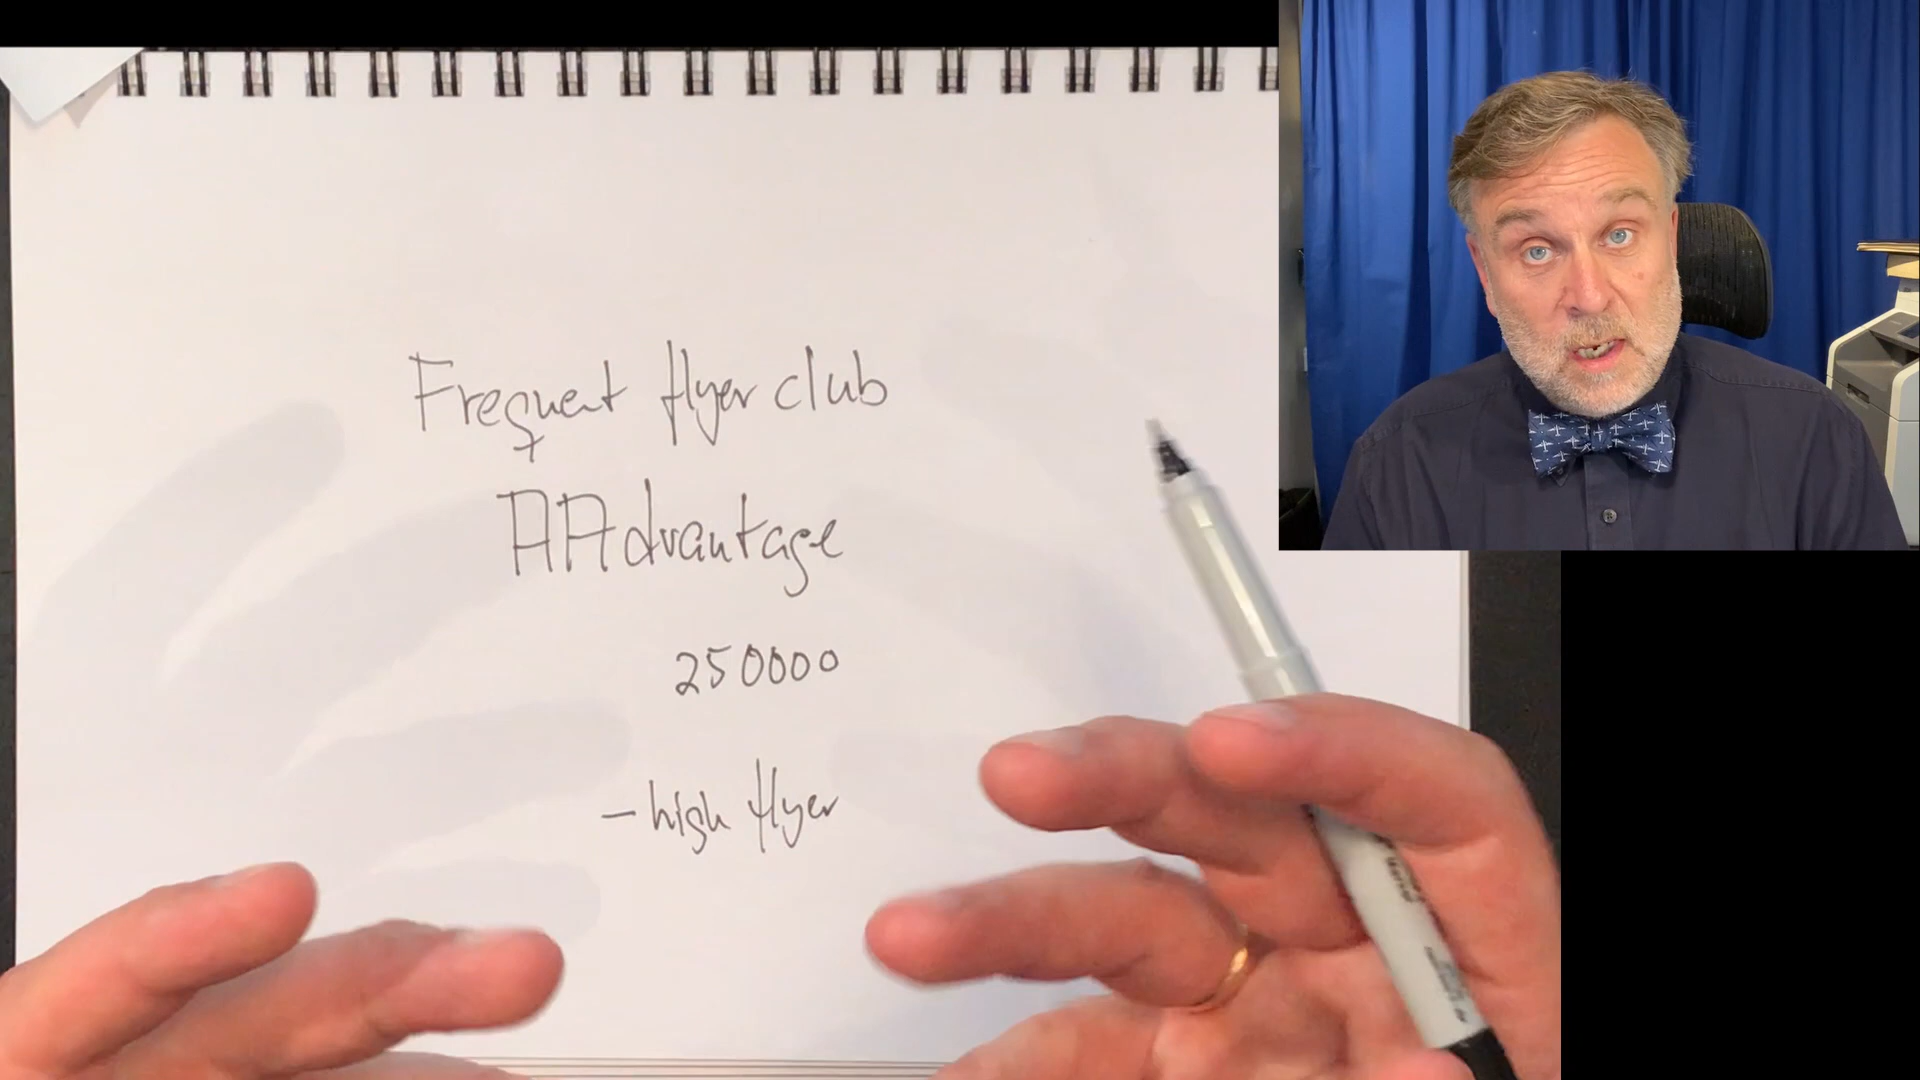 Frequent flyer club
AAdvantage
250000
- high flyer